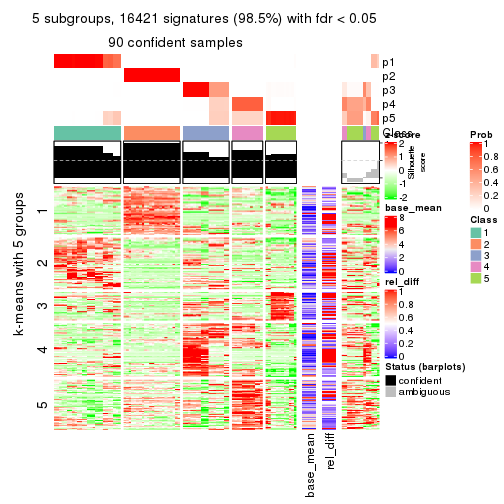 5 subgroups, 16421 signatures (98.5%) with fdr < 0.05
90 confident samples
p1
p2
p3
p4
p5
Class
Silhouette
score
k-means with 5 groups
1
2
3
4
5
base_mean
rel_diff
z-score
2
1
0
-1
-2
base_mean
8
6
4
2
0
rel_diff
1
0.8
0.6
0.4
0.2
0
Status (barplots)
confident
ambiguous
Prob
1
0.8
0.6
0.4
0.2
0
Class
1
2
3
4
5